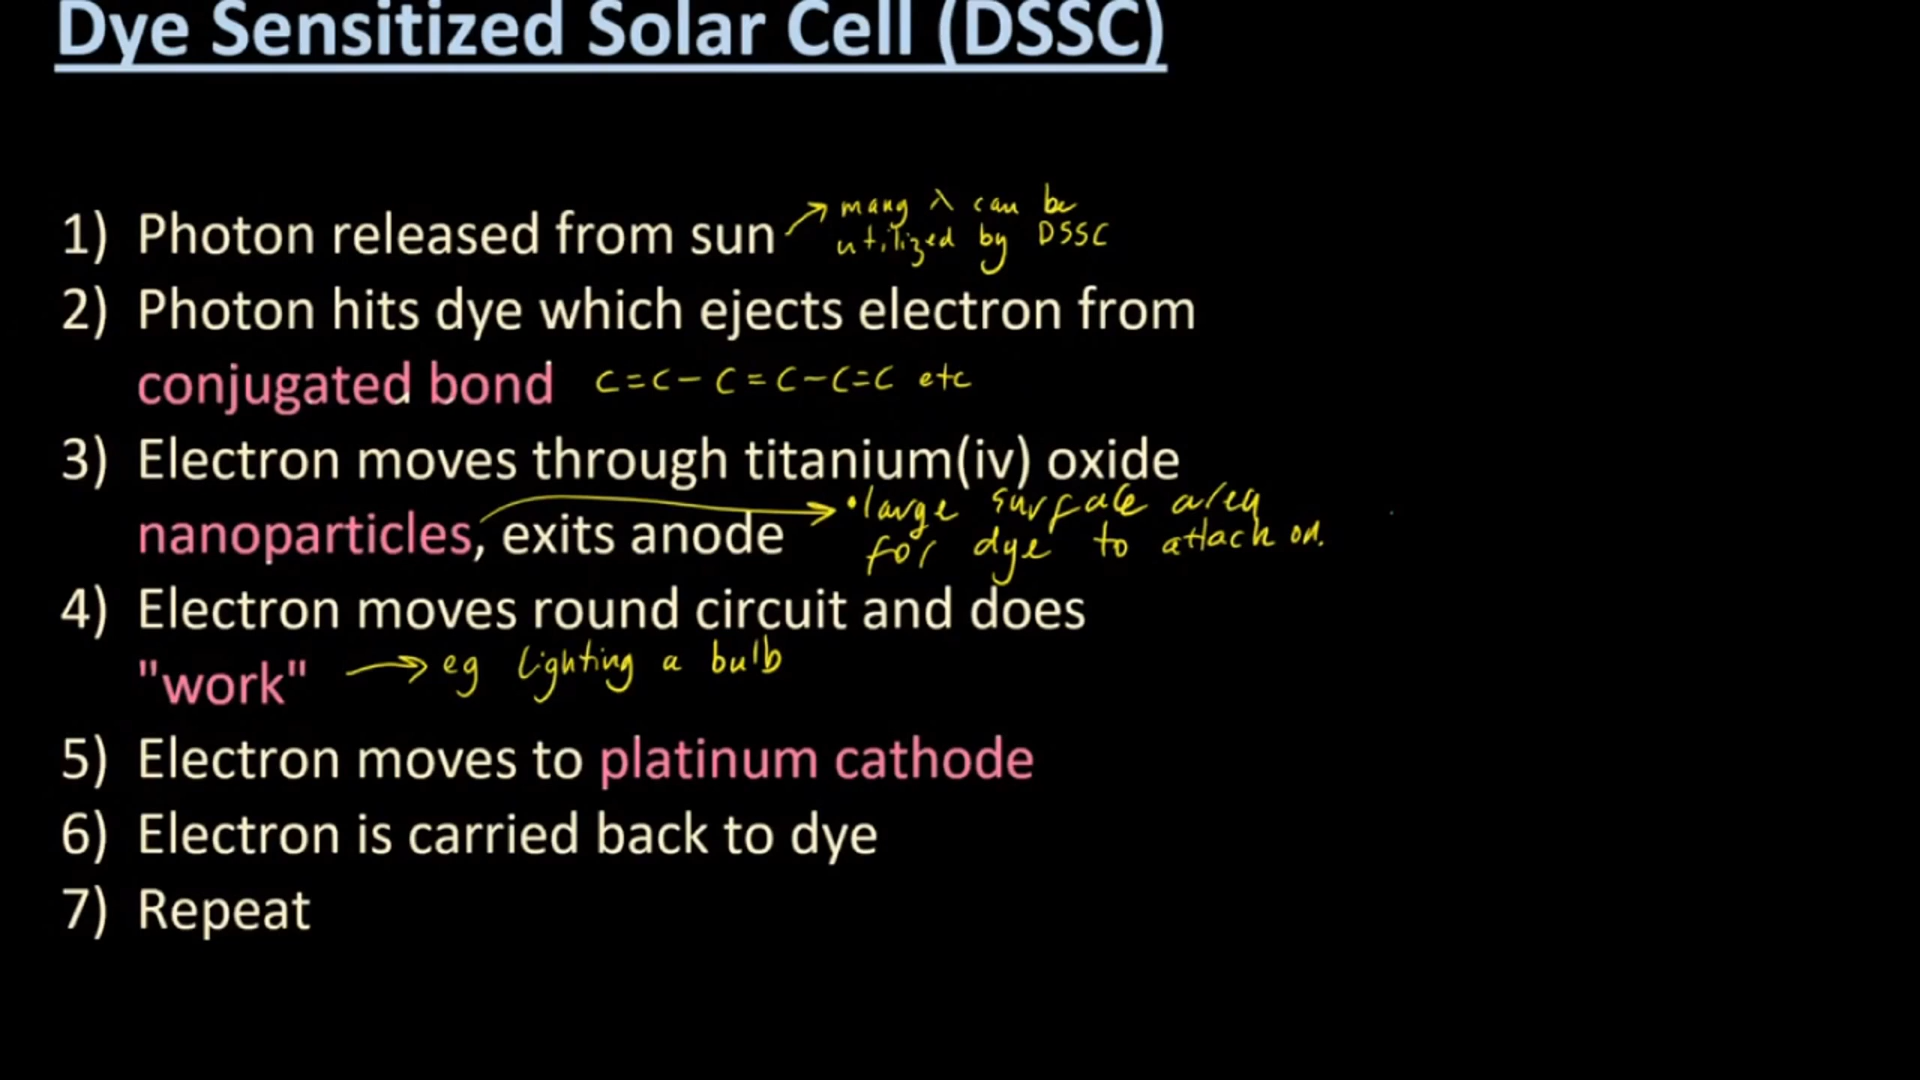 Dye Sensitized Solar Cell (DSSC)
1) Photon released from sun
many λ can be
utilized by DSSC
2) Photon hits dye which ejects electron from
conjugated bond C=C-C=C-C=C etc
3) Electron moves through titanium(iv) oxide
nanoparticles, exits anode
• large surface area
for dye to attach on.
4) Electron moves round circuit and does
"work" → eg lighting a bulb
5) Electron moves to platinum cathode
6) Electron is carried back to dye
7) Repeat